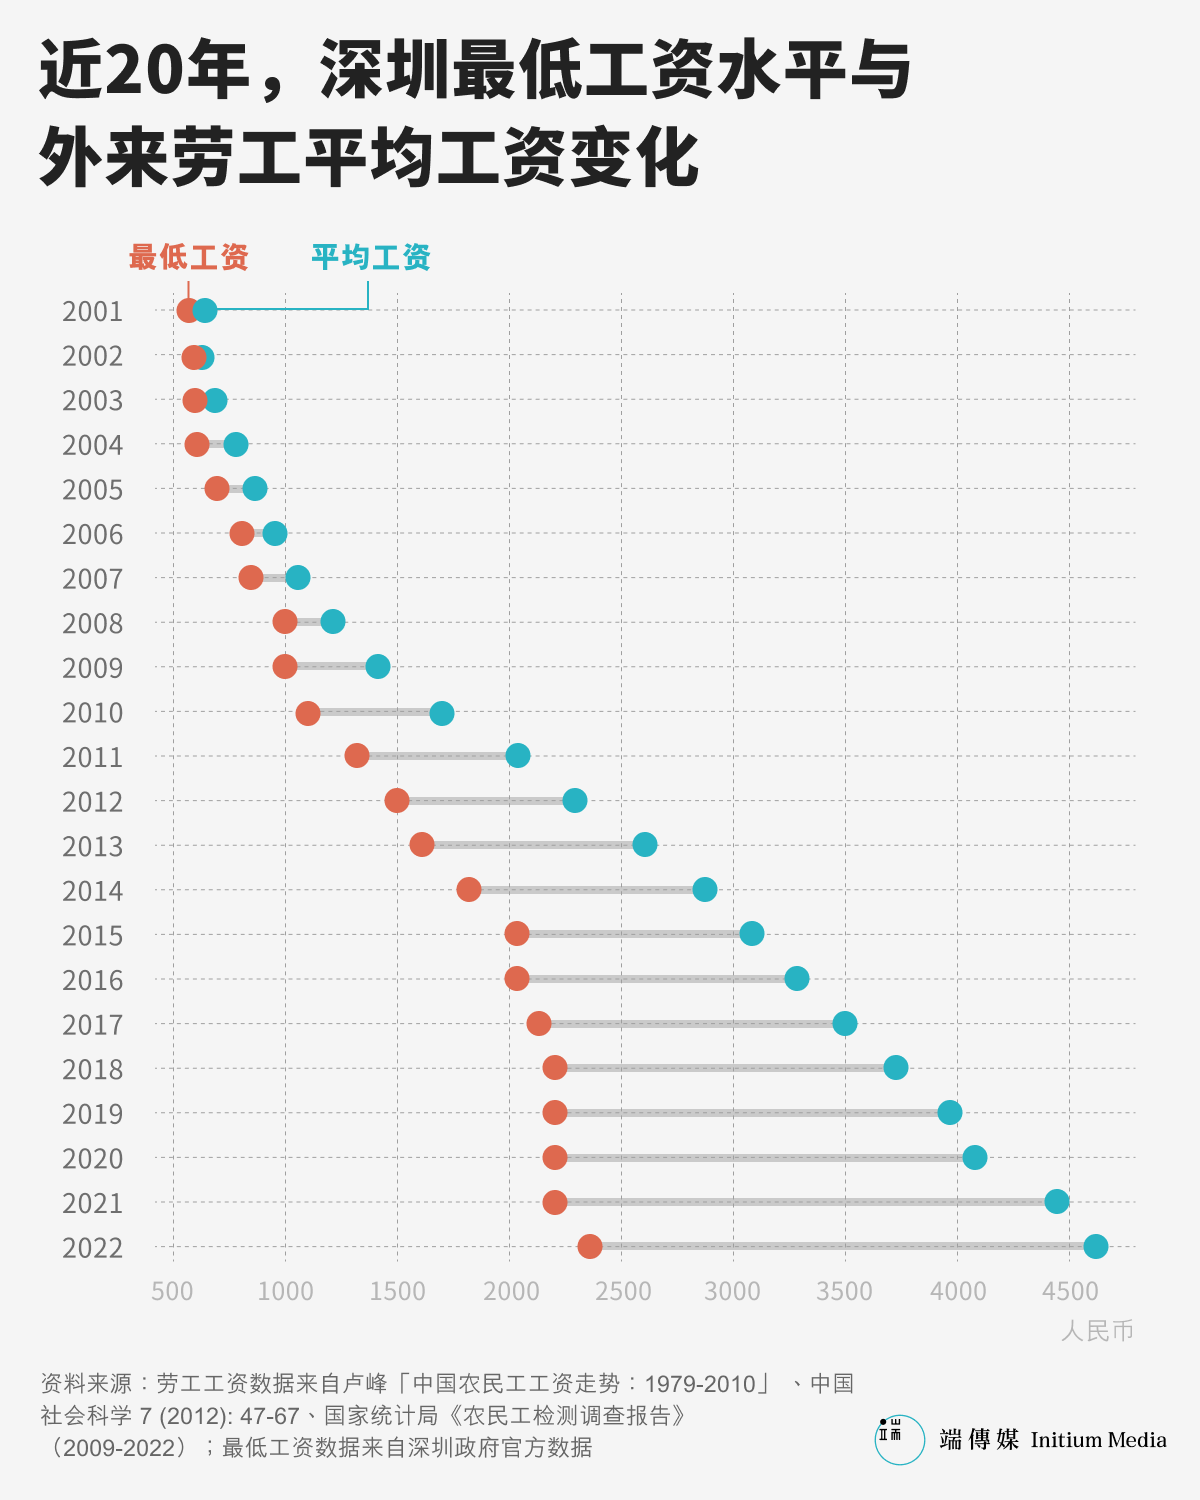 近20年，深圳最低工资水平与
外来劳工平均工资变化
最低工资 平均工资
2001
2002
2003
2004
2005
2006
2007
2008
2009
2010
2011
2012
2013
2014
2015
2016
2017
2018
2019
2020
2021
2022
500 1000 1500 2000 2500 3000 3500 4000 4500
人民币
资料来源：劳工工资数据来自卢峰「中国农民工工资走势：1979-2010」、中国
社会科学 7 (2012): 47-67、国家统计局《农民工检测调查报告》
（2009-2022）；最低工资数据来自深圳政府官方数据
端傳媒 Initium Media